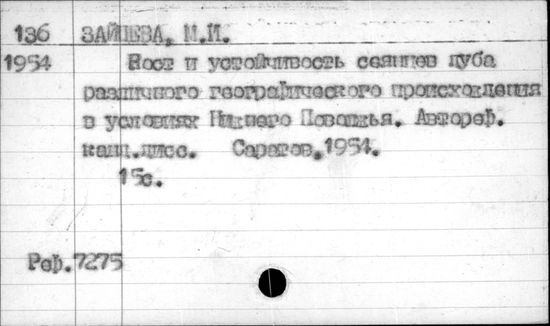 136 ЗАЙЦЕВА, М.И.
1954 Рост и устойчивость сеянцев дуба
различного географического происхождения
в условиях Нижнего Поволжья. Автореф.
канд.дисс. Саратов,1954.
15с.
Реф.7275